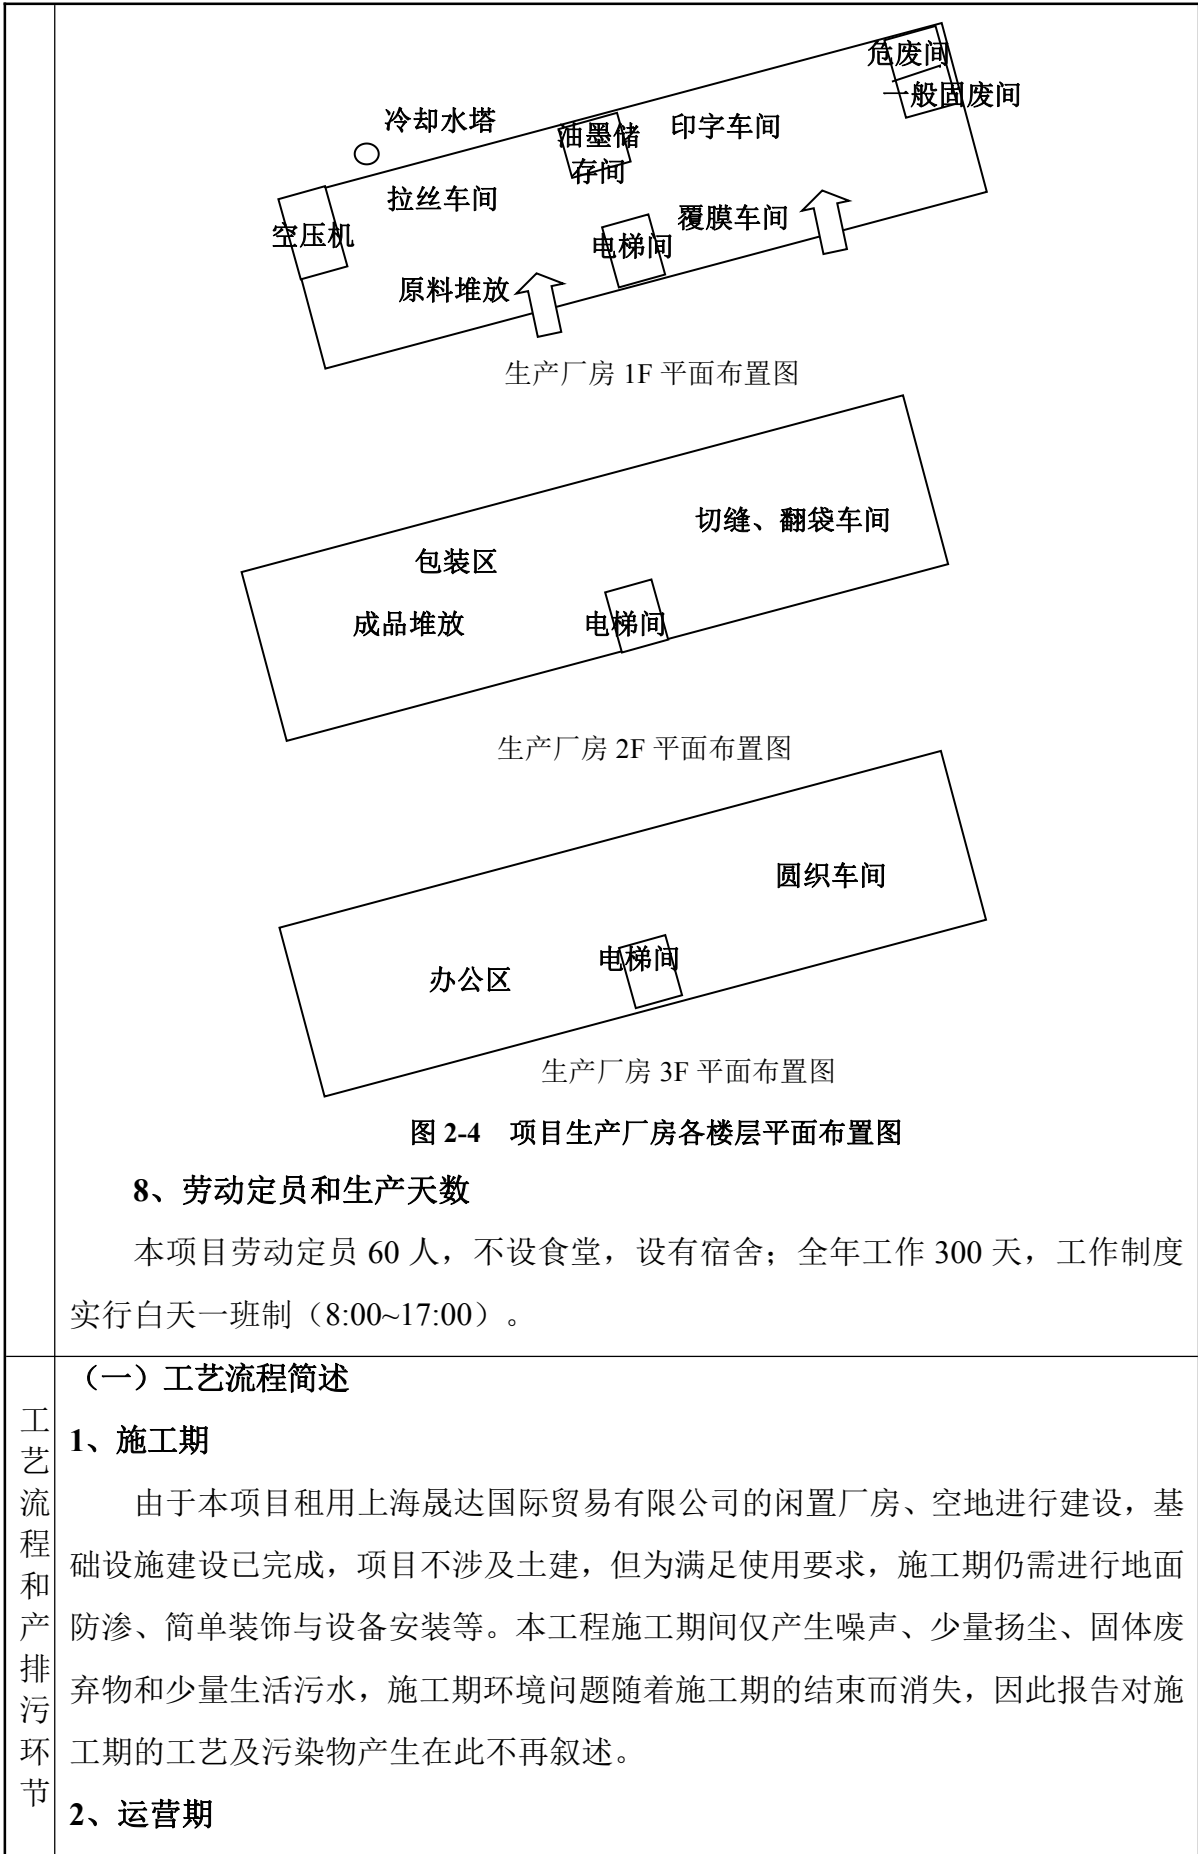 危废间
一般固废间
冷却水塔
油墨储
存间
印字车间
拉丝车间
空压机
覆膜车间
电梯间
原料堆放
生产厂房 1F 平面布置图
切缝、翻袋车间
包装区
成品堆放
电梯间
生产厂房 2F 平面布置图
圆织车间
电梯间
办公区
生产厂房 3F 平面布置图
图 2-4 项目生产厂房各楼层平面布置图
8、劳动定员和生产天数
本项目劳动定员 60 人，不设食堂，设有宿舍；全年工作 300 天，工作制度
实行白天一班制（8:00~17:00）。
工艺流程和产排污环节
（一）工艺流程简述
1、施工期
由于本项目租用上海晟达国际贸易有限公司的闲置厂房、空地进行建设，基
础设施建设已完成，项目不涉及土建，但为满足使用要求，施工期仍需进行地面
防渗、简单装饰与设备安装等。本工程施工期间仅产生噪声、少量扬尘、固体废
弃物和少量生活污水，施工期环境问题随着施工期的结束而消失，因此报告对施
工期的工艺及污染物产生在此不再叙述。
2、运营期